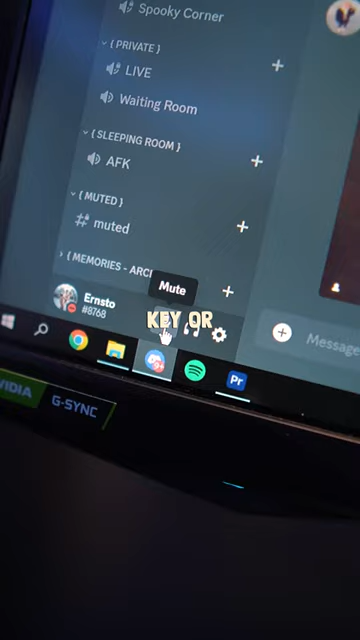 Spooky Corner
{ PRIVATE }
LIVE
Waiting Room
{ SLEEPING ROOM }
AFK
{ MUTED }
muted
{ MEMORIES - ARCH
Mute
Ernsto
#8768
KEY OR
Message
Pr
NVIDIA
G-SYNC